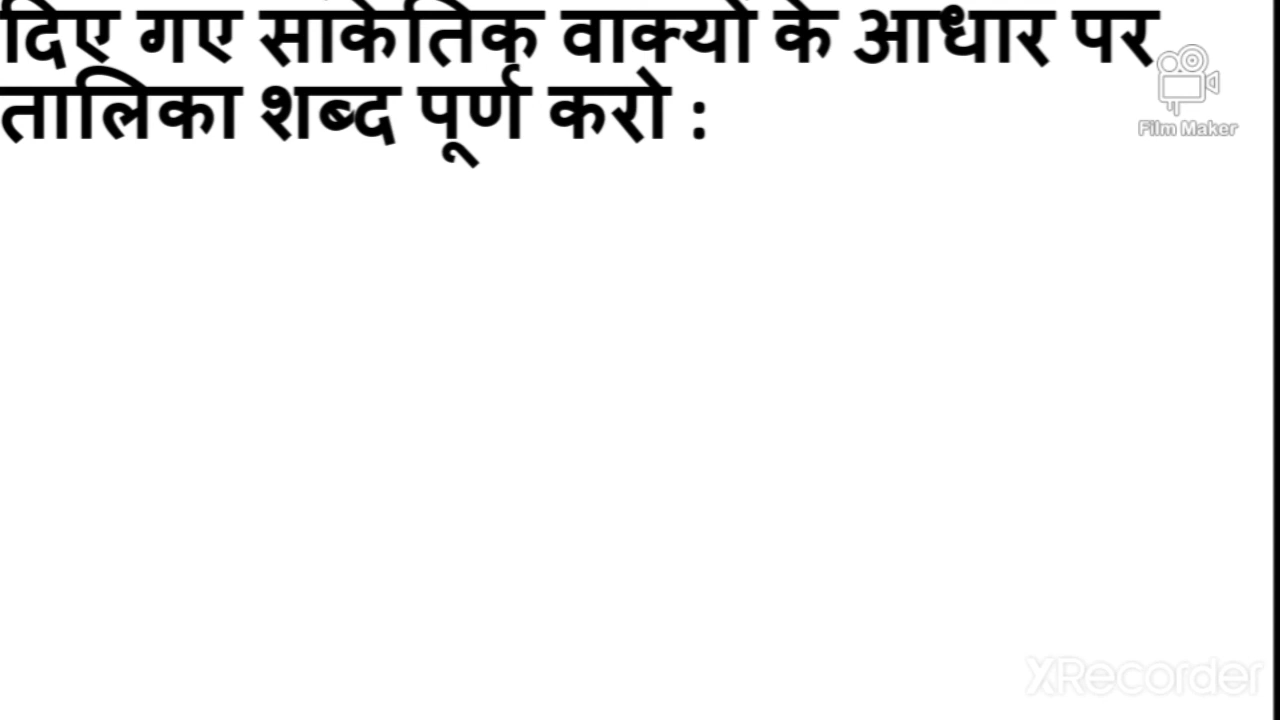 दिए गए सांकेतिक वाक्यों के आधार पर
तालिका शब्द पूर्ण करो :
Film Maker
XRecorder